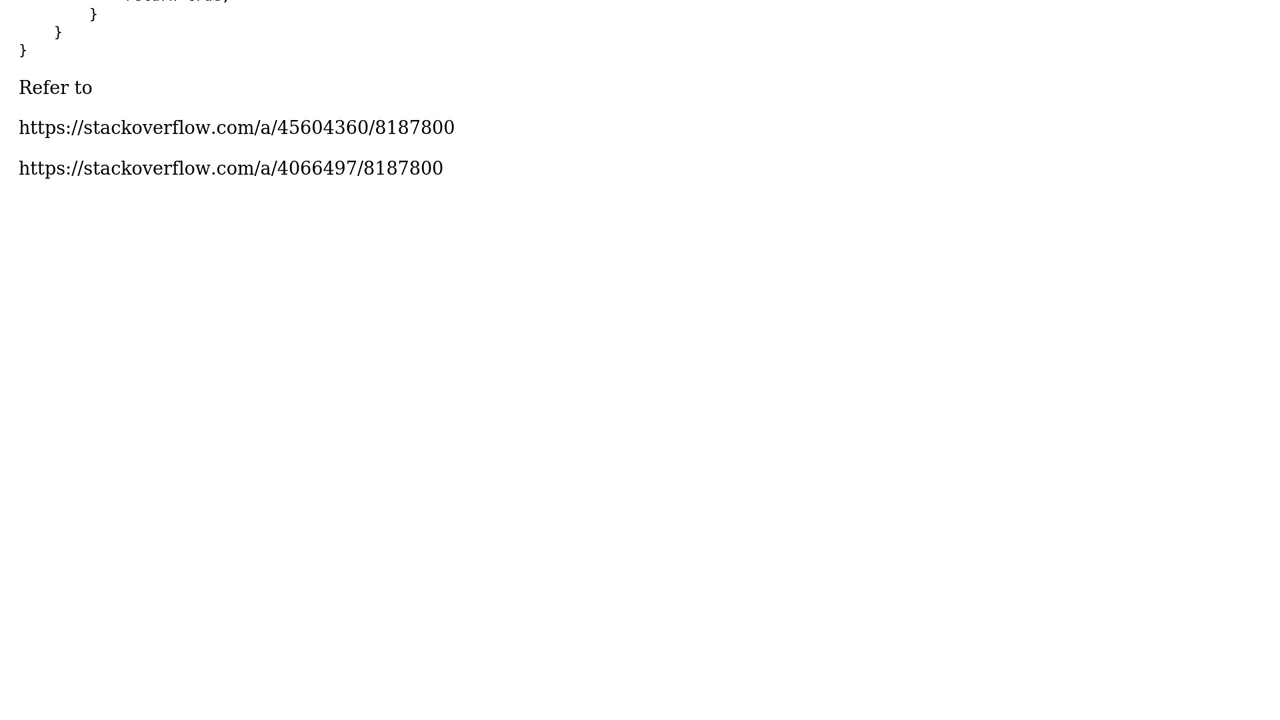 }
}
}
Refer to
https://stackoverflow.com/a/45604360/8187800
https://stackoverflow.com/a/4066497/8187800